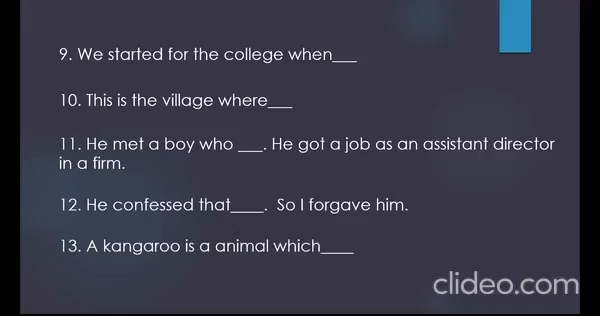 9. We started for the college when___
10. This is the village where___
11. He met a boy who ___. He got a job as an assistant director
in a firm.
12. He confessed that____.  So I forgave him.
13. A kangaroo is a animal which____
clideo.com